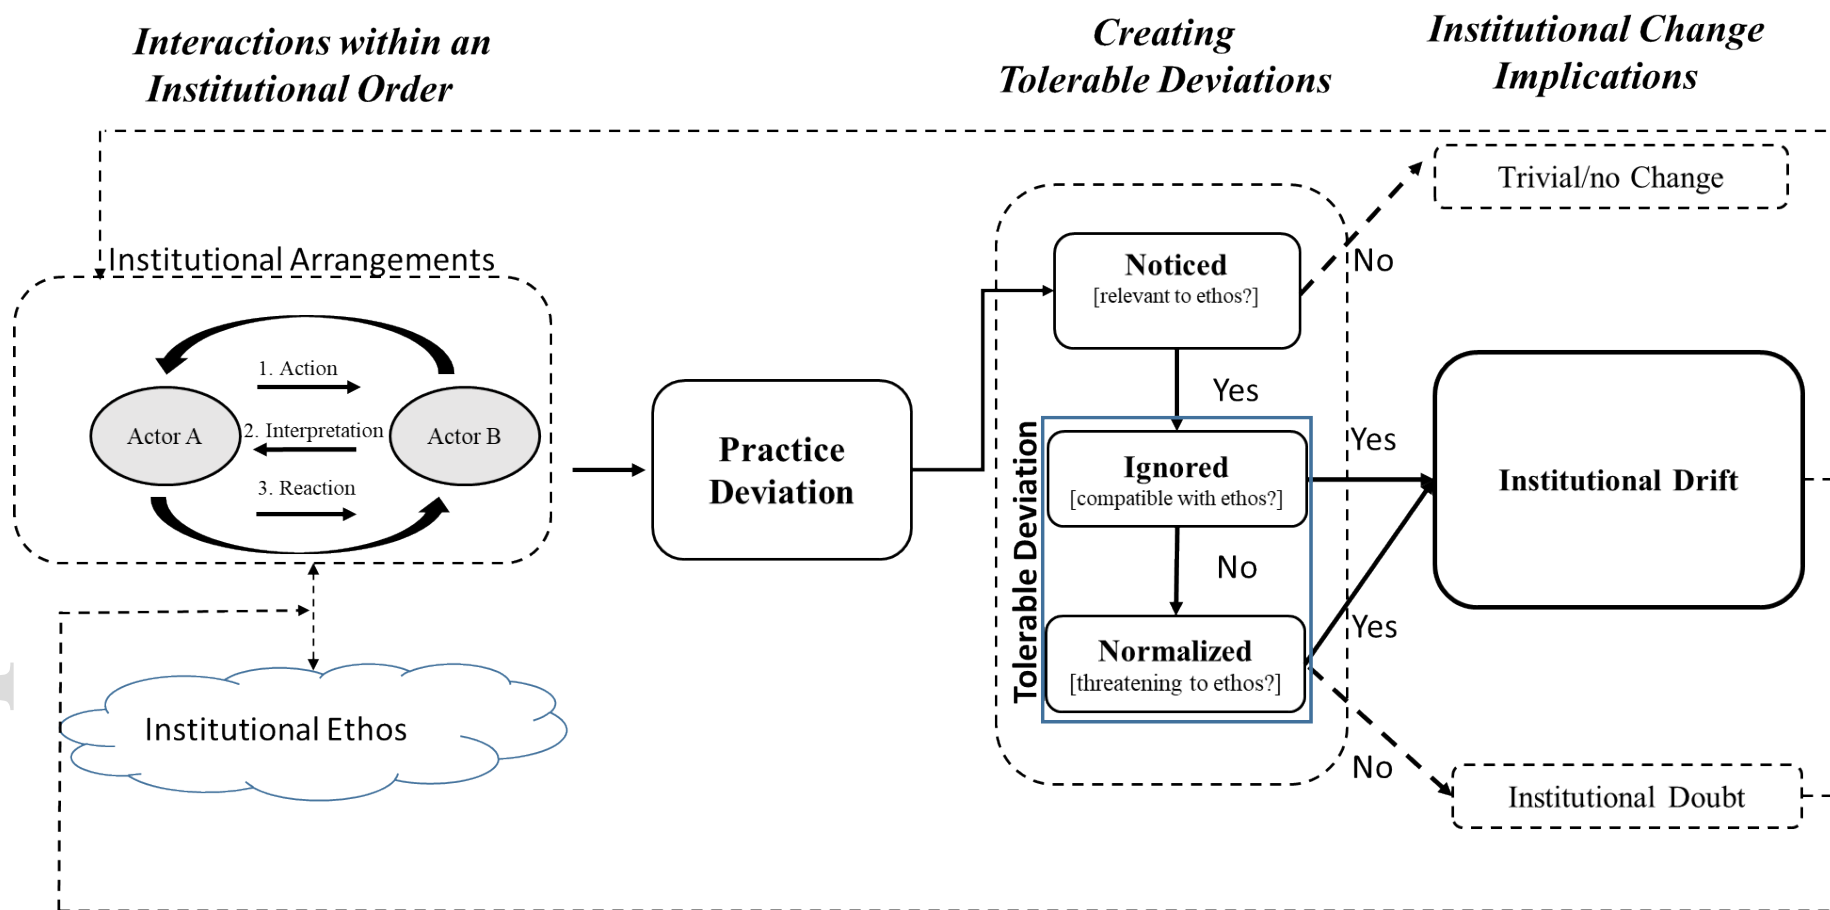 Interactions within an
Institutional Order
Creating
Tolerable Deviations
Institutional Change
Implications
Institutional Arrangements
1. Action
Actor A
2. Interpretation
Actor B
3. Reaction
Institutional Ethos
Practice
Deviation
Tolerable Deviation
Noticed
[relevant to ethos?]
No
Yes
Ignored
[compatible with ethos?]
Yes
No
Normalized
[threatening to ethos?]
Yes
No
Trivial/no Change
Institutional Drift
Institutional Doubt